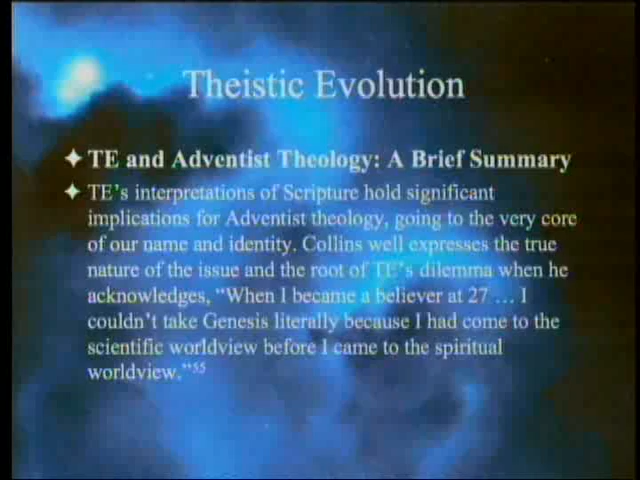 Theistic Evolution
TE and Adventist Theology: A Brief Summary
TE's interpretations of Scripture hold significant
implications for Adventist theology, going to the very core
of our name and identity. Collins well expresses the true
nature of the issue and the root of TE's dilemma when he
acknowledges, “When I became a believer at 27 … I
couldn't take Genesis literally because I had come to the
scientific worldview before I came to the spiritual
worldview.”55